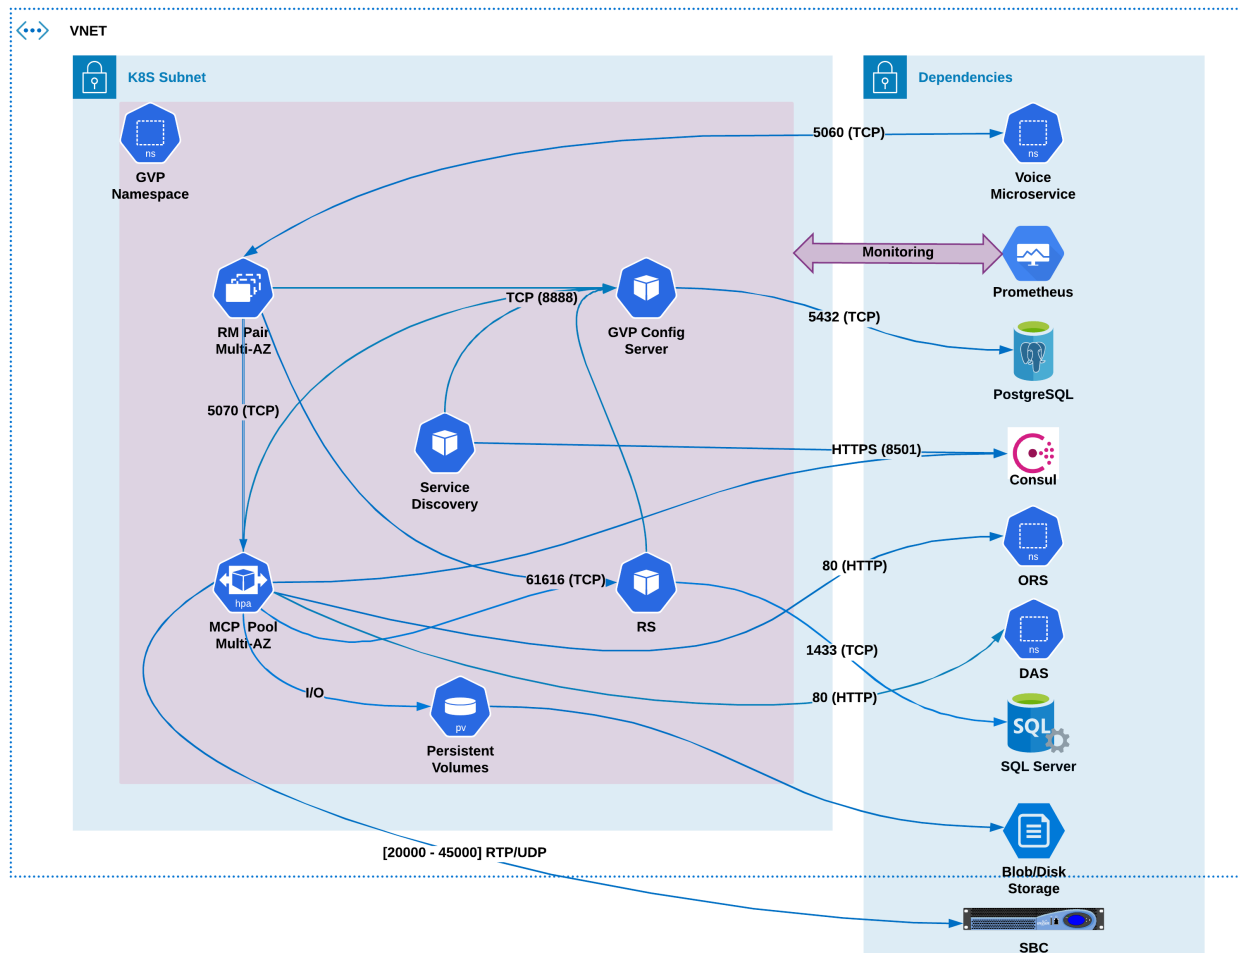 VNET
K8S Subnet
Dependencies
ns
GVP
Namespace
5060 (TCP)
ns
Voice
Microservice
Monitoring
Prometheus
RM Pair
Multi-AZ
TCP (8888)
GVP Config
Server
5432 (TCP)
PostgreSQL
5070 (TCP)
Service
Discovery
HTTPS (8501)
Consul
ns
ORS
80 (HTTP)
hpa
MCP Pool
Multi-AZ
61616 (TCP)
RS
ns
DAS
1433 (TCP)
80 (HTTP)
I/O
pv
Persistent
Volumes
SQL
SQL Server
[20000 - 45000] RTP/UDP
Blob/Disk
Storage
SBC